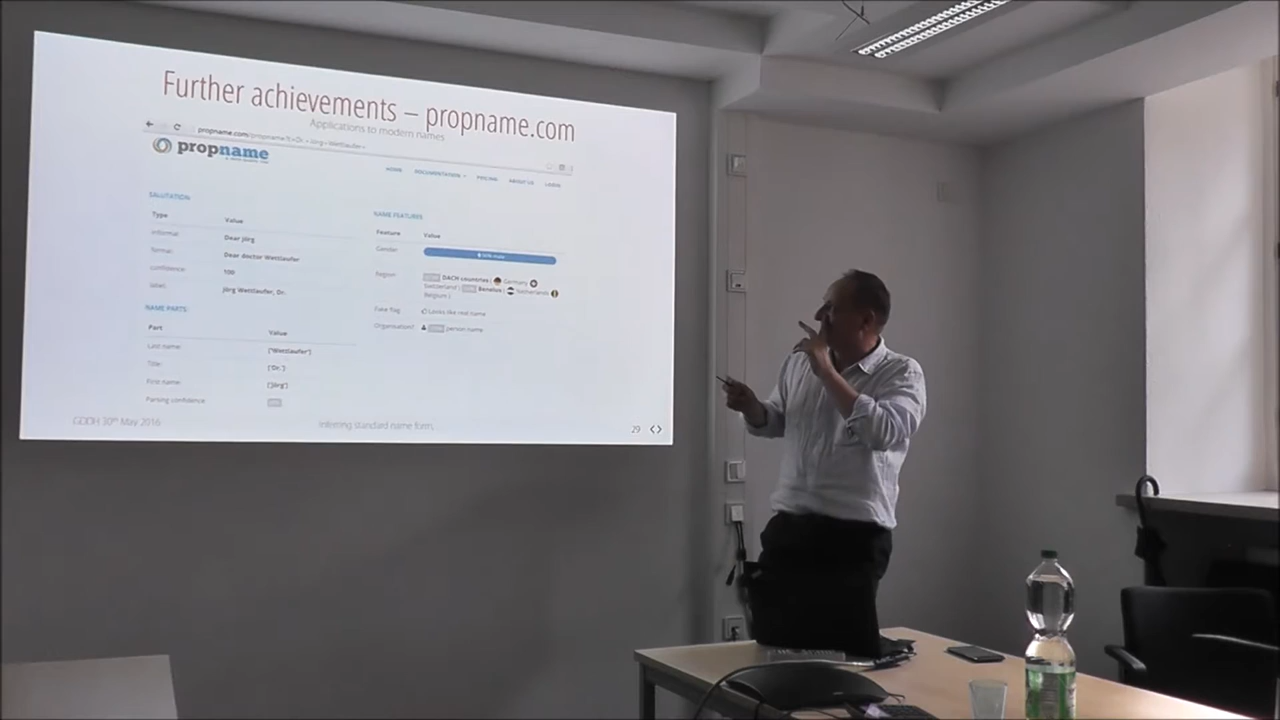 Further achievements – propname.com
Applications to modern names
propname
HOME DOCUMENTATION PRICING ABOUT US LOGIN
SALUTATION:
Type Value
informal: Dear Jörg
formal: Dear doctor Wettlaufer
confidence: 100
label: Jörg Wettlaufer, Dr.
NAME PARTS:
Part Value
Last name: ['Wettlaufer']
Title: ['Dr.']
First name: ['Jörg']
Parsing confidence
NAME FEATURES
Feature Value
Gender: male
Region: DACH countries ( Germany
Switzerland ) Benelux ( Netherlands
Belgium )
Fake flag: Looks like real name
Organisation? person name
GDDH 30th May 2016
Inferring standard name form,
29